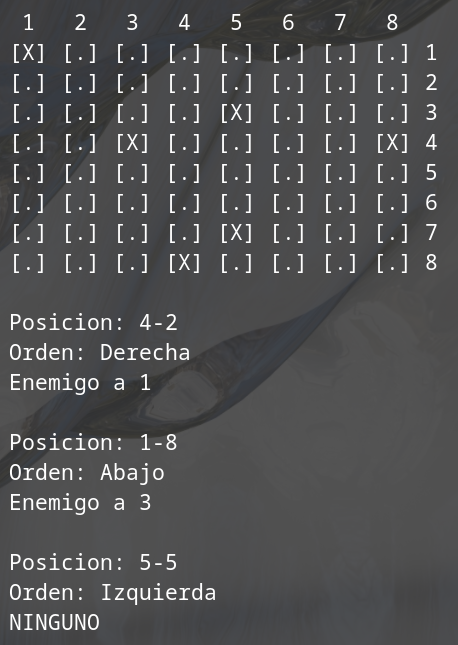 1 2 3 4 5 6 7 8
[X] [.] [.] [.] [.] [.] [.] [.] 1
[.] [.] [.] [.] [.] [.] [.] [.] 2
[.] [.] [.] [.] [X] [.] [.] [.] 3
[.] [.] [X] [.] [.] [.] [.] [X] 4
[.] [.] [.] [.] [.] [.] [.] [.] 5
[.] [.] [.] [.] [.] [.] [.] [.] 6
[.] [.] [.] [.] [X] [.] [.] [.] 7
[.] [.] [.] [X] [.] [.] [.] [.] 8
Posicion: 4-2
Orden: Derecha
Enemigo a 1
Posicion: 1-8
Orden: Abajo
Enemigo a 3
Posicion: 5-5
Orden: Izquierda
NINGUNO